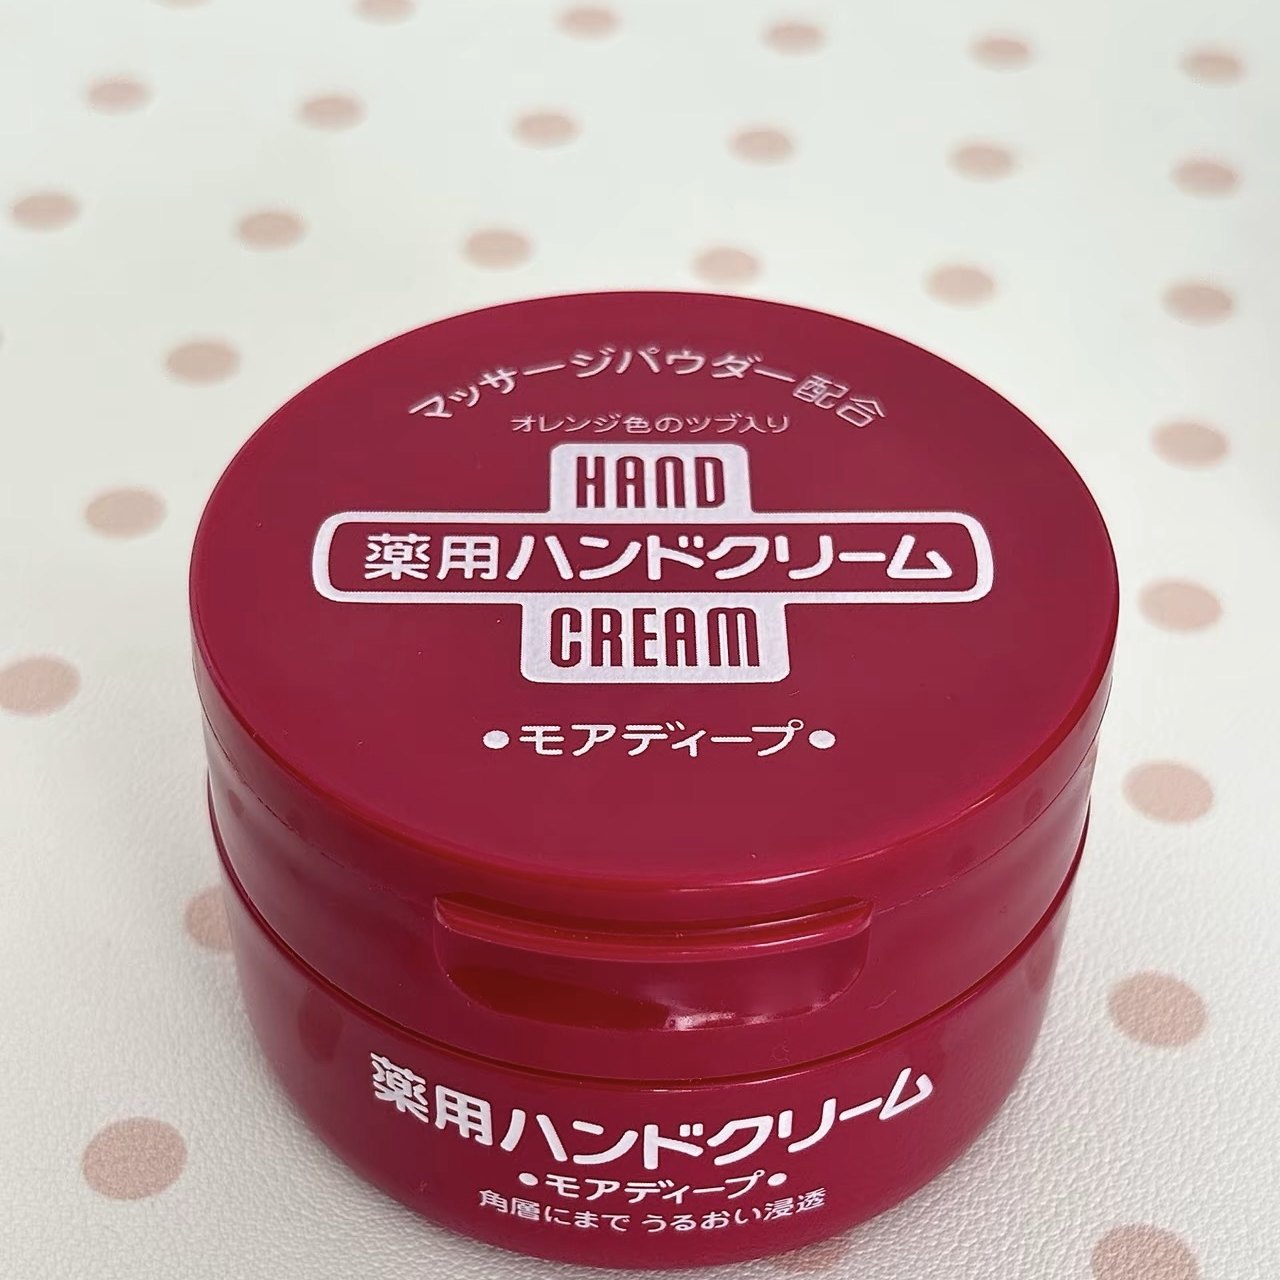 マッサージパウダー配合
オレンジ色のツブ入り
HAND
薬用ハンドクリーム
CREAM
•モアディープ•
薬用ハンドクリーム
•モアディープ•
角層にまで うるおい浸透